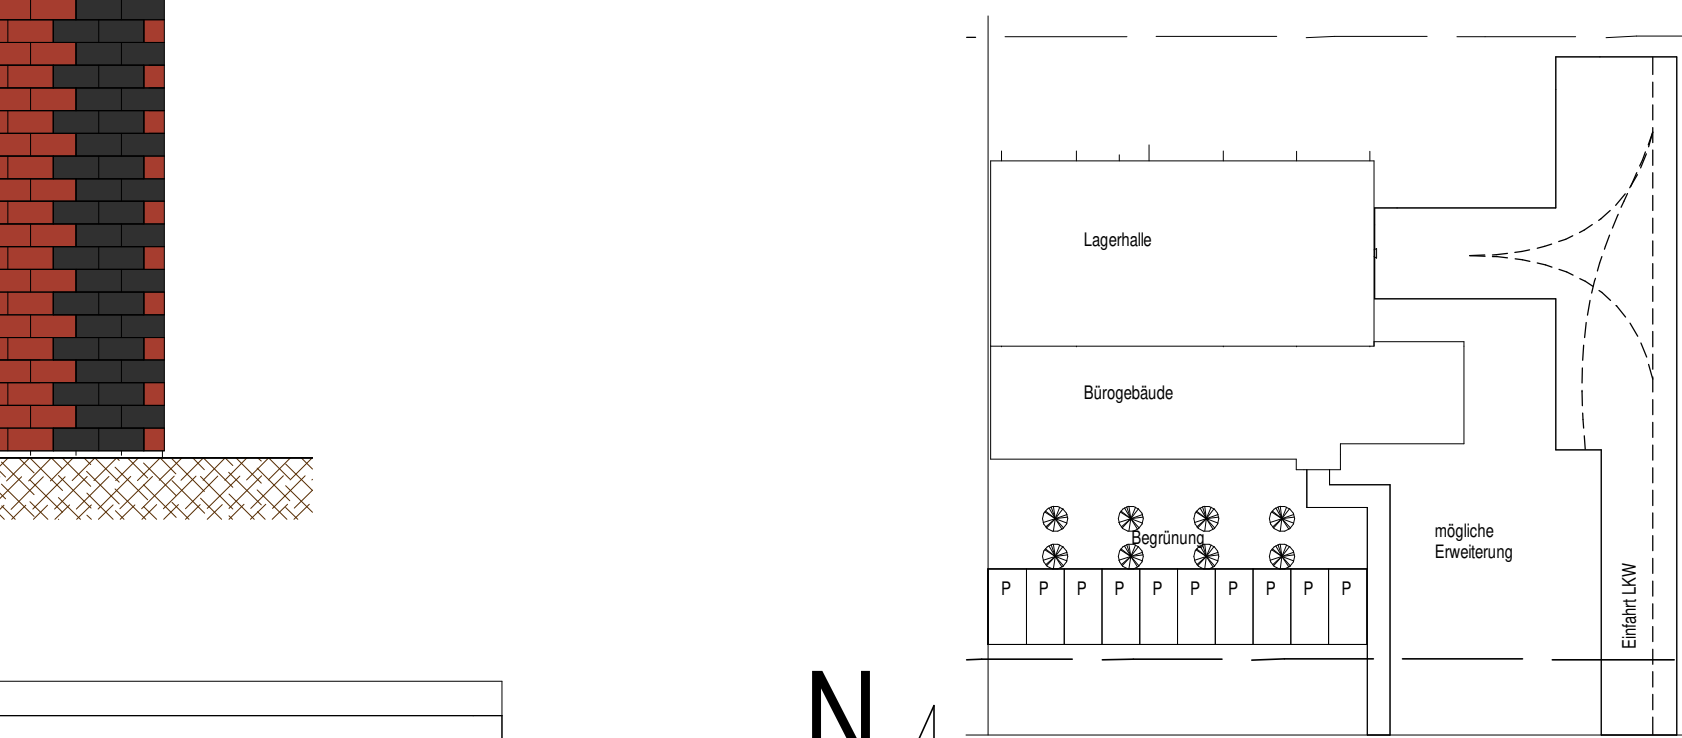 Lagerhalle
Bürogebäude
Begrünung
mögliche
Erweiterung
P P P P P P P P P P
Einfahrt LKW
N